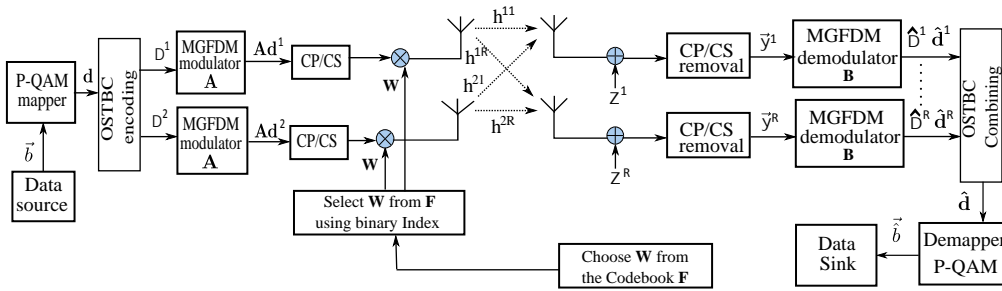 P-QAM
mapper
d
b⃗
Data
source
OSTBC
encoding
D¹
MGFDM
modulator
A
Ad¹
CP/CS
W
D²
MGFDM
modulator
A
Ad²
CP/CS
W
Select W from F
using binary Index
Choose W from
the Codebook F
h¹¹
h¹ᴿ
h²¹
h²ᴿ
Z¹
CP/CS
removal
y⃗¹
MGFDM
demodulator
B
D̂¹ d̂¹
Zᴿ
CP/CS
removal
y⃗ᴿ
MGFDM
demodulator
B
D̂ᴿ d̂ᴿ
OSTBC
Combining
d̂
Demapper
P-QAM
b̂⃗
Data
Sink